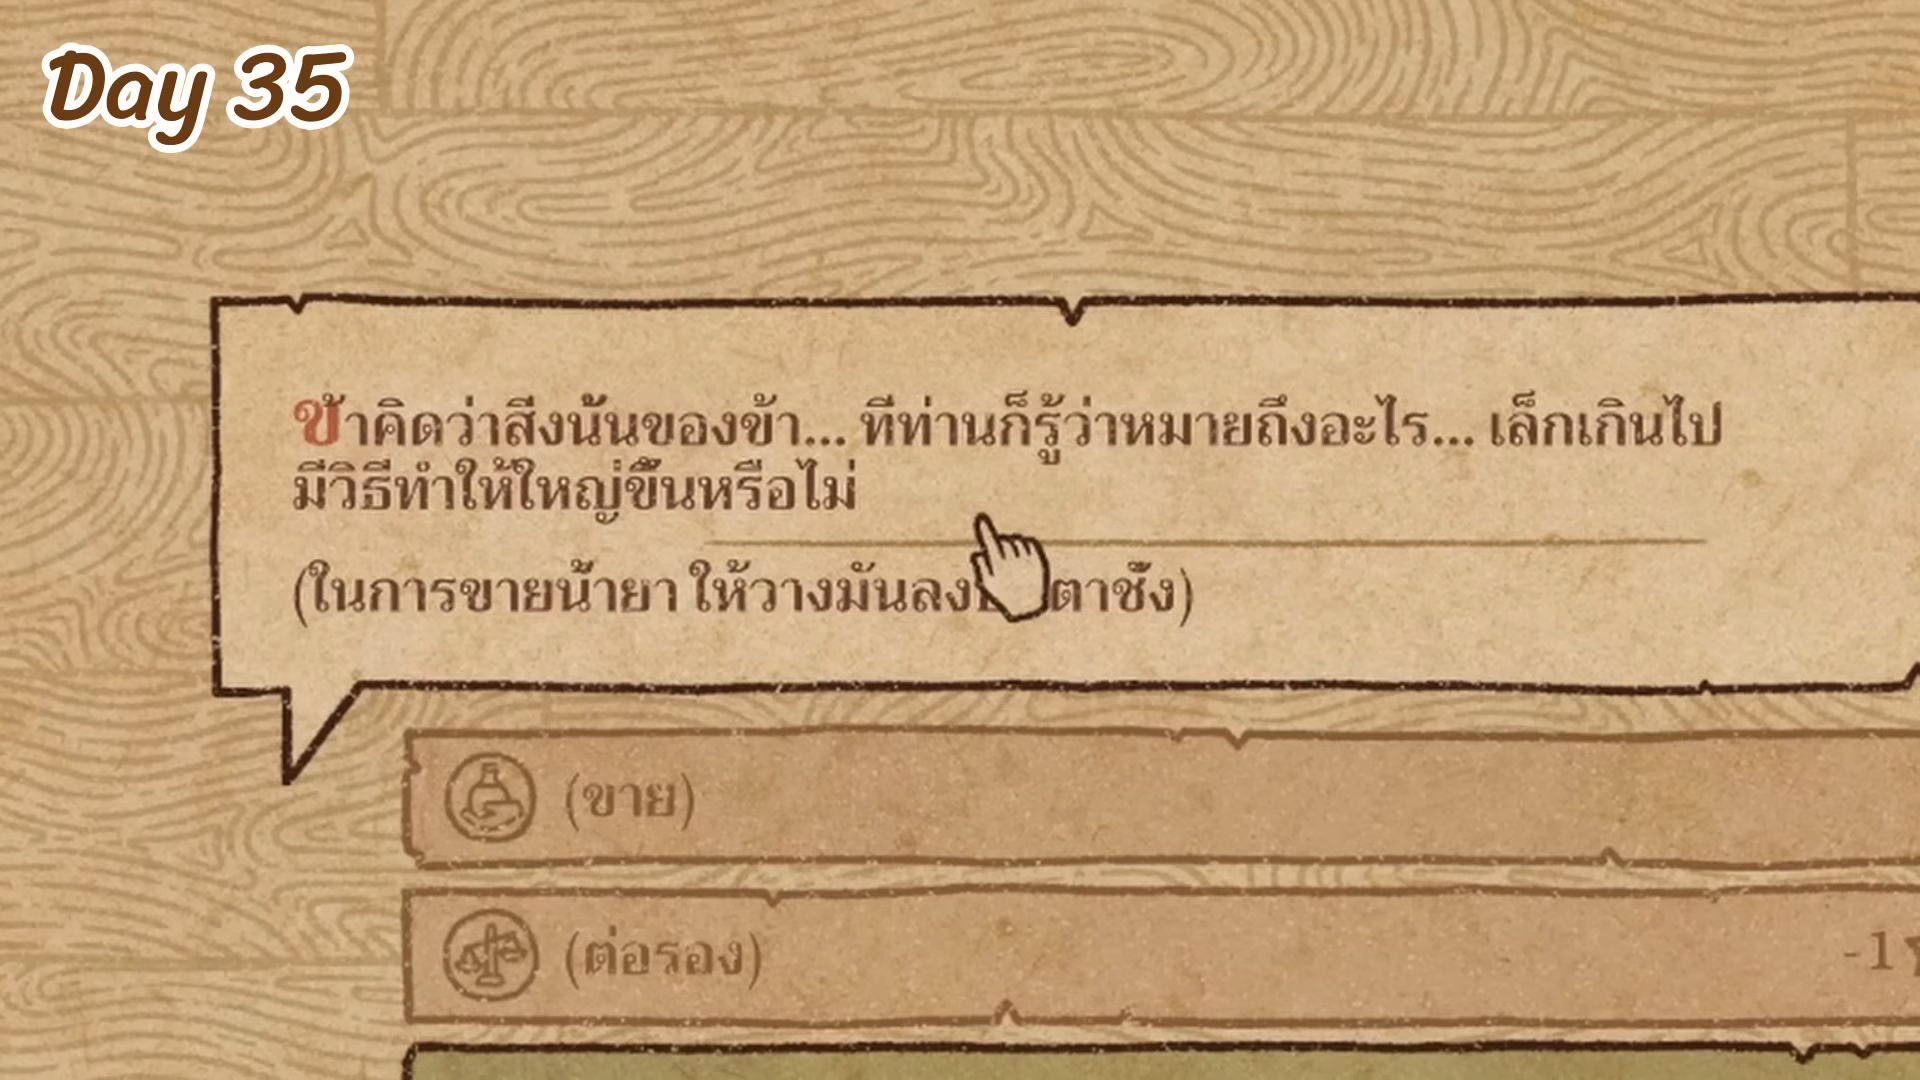 Day 35
ข้าคิดว่าสิ่งนั้นของข้า... ที่ท่านก็รู้ว่าหมายถึงอะไร... เล็กเกินไป
มีวิธีทำให้ใหญ่ขึ้นหรือไม่
(ในการขายน้ำยา ให้วางมันลง ตาชั่ง)
(ขาย)
(ต่อรอง)
-1